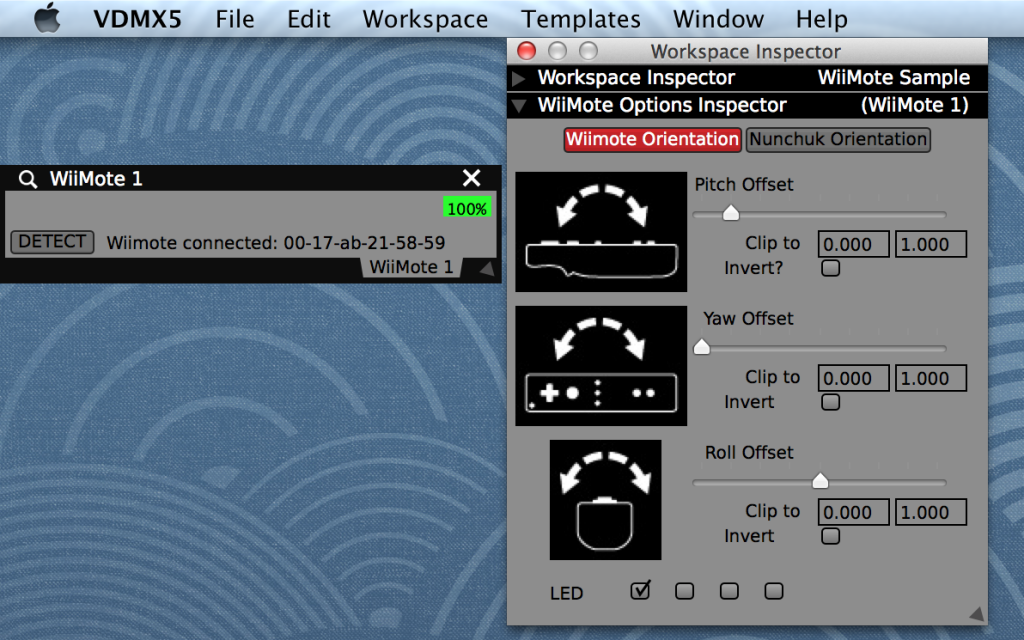 VDMX5 File Edit Workspace Templates Window Help
Workspace Inspector
Workspace Inspector WiiMote Sample
WiiMote Options Inspector (WiiMote 1)
Wiimote Orientation Nunchuk Orientation
WiiMote 1
100%
DETECT Wiimote connected: 00-17-ab-21-58-59
WiiMote 1
Pitch Offset
Clip to 0.000 1.000
Invert?
Yaw Offset
Clip to 0.000 1.000
Invert
Roll Offset
Clip to 0.000 1.000
Invert
LED